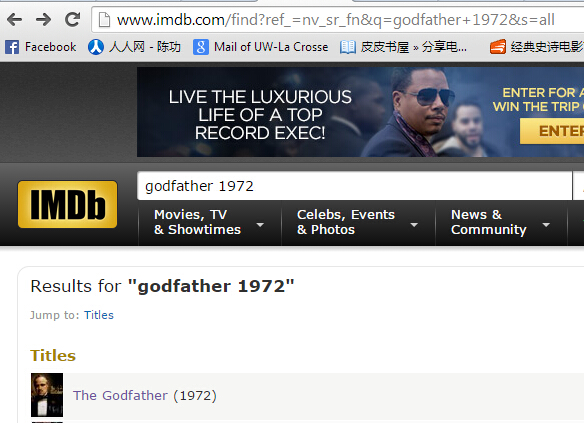 www.imdb.com/find?ref_=nv_sr_fn&q=godfather+1972&s=all
Facebook 人人网 - 陈功 Mail of UW-La Crosse 皮皮书屋 » 分享电... 经典史诗电影
LIVE THE LUXURIOUS
LIFE OF A TOP
RECORD EXEC!
ENTER FOR A
WIN THE TRIP
ENTE
IMDb
godfather 1972
Movies, TV
& Showtimes
Celebs, Events
& Photos
News &
Community
Results for "godfather 1972"
Jump to: Titles
Titles
The Godfather (1972)